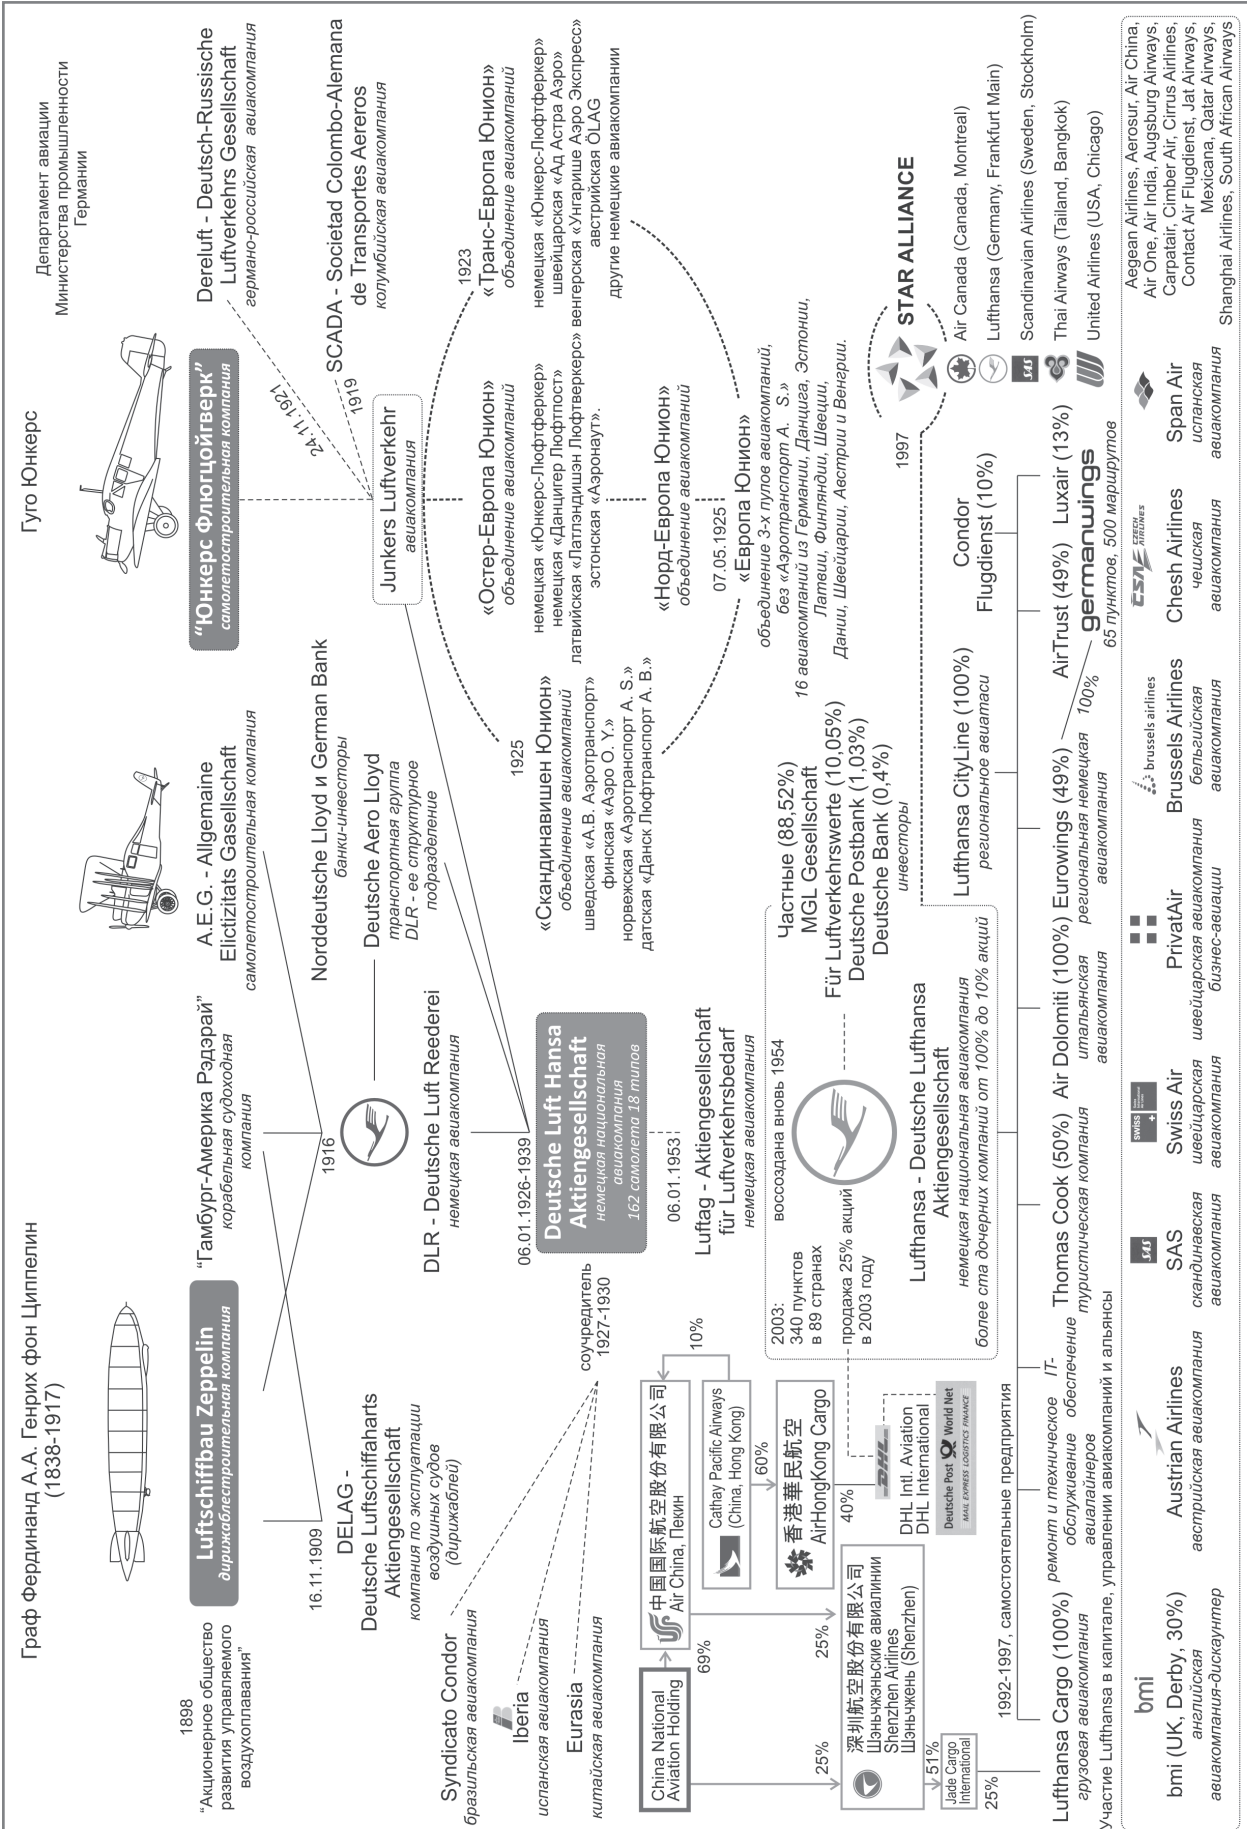 Граф Фердинанд А.А. Генрих фон Циппелин
(1838-1917)
Гуго Юнкерс
Департамент авиации
Министерства промышленности
Германии
1898
“Акционерное общество
развития управляемого
воздухоплавания”
Luftschiffbau Zeppelin
дирижаблестроительная компания
“Гамбург-Америка Рэдэрай”
корабельная судоходная
компания
A.E.G. - Allgemaine
Elictizitats Gasellschaft
самолетостроительная компания
“Юнкерс Флюгцойгверк”
самолетостроительная компания
Dereluft - Deutsch-Russische
Luftverkehrs Gesellschaft
германо-российская авиакомпания
24.11.1921
1919
SCADA - Societad Colombo-Alemana
de Transportes Aereros
колумбийская авиакомпания
16.11.1909
DELAG -
Deutsche Luftschiffaharts
Aktiengesellschaft
компания по эксплуатации
воздушных судов
(дирижаблей)
1916
Norddeutsche Lloyd и German Bank
банки-инвесторы
Deutsche Aero Lloyd
транспортная группа
DLR - ее структурное
подразделение
Junkers Luftverkehr
авиакомпания
DLR - Deutsche Luft Reederei
немецкая авиакомпания
1923
«Транс-Европа Юнион»
объединение авиакомпаний
немецкая «Юнкерс-Люфтферкер»
швейцарская «Ад Астра Аэро»
венгерская «Унгарише Аэро Экспресс»
австрийская ÖLAG
другие немецкие авиакомпании
«Остер-Европа Юнион»
объединение авиакомпаний
немецкая «Юнкерс-Люфтферкер»
немецкая «Данцигер Люфтпост»
латвийская «Латлэндишн Люфтверкерс»
эстонская «Аэронаут».
1925
«Скандинавишен Юнион»
объединение авиакомпаний
шведская «А.В. Аэротранспорт»
финская «Аэро О. Y.»
норвежская «Аэротранспорт A. S.»
датская «Данск Люфтранспорт А. В.»
«Норд-Европа Юнион»
объединение авиакомпаний
07.05.1925
«Европа Юнион»
объединение 3-х пулов авиакомпаний,
без «Аэротранспорт A. S.»
16 авиакомпаний из Германии, Данцига, Эстонии,
Латвии, Финляндии, Швеции,
Дании, Швейцарии, Австрии и Венгрии.
06.01.1926-1939
Deutsche Luft Hansa
Aktiengesellschaft
немецкая национальная
авиакомпания
162 самолета 18 типов
Syndicato Condor
бразильская авиакомпания
Iberia
испанская авиакомпания
Eurasia
китайская авиакомпания
соучредитель
1927-1930
06.01.1953
Luftag - Aktiengesellschaft
für Luftverkehrsbedarf
немецкая авиакомпания
China National
Aviation Holding
69%
中国国际航空股份有限公司
Air China, Пекин
10%
Cathay Pacific Airways
(China, Hong Kong)
60%
香港華民航空
AirHongKong Cargo
40%
25%
25%
深圳航空股份有限公司
Шэньчжэньские авиалинии
Shenzhen Airlines
Шэньчжень (Shenzhen)
51%
Jade Cargo
International
25%
DHL
DHL Intl. Aviation
DHL International
Deutsche Post World Net
MAIL EXPRESS LOGISTICS FINANCE
2003:
340 пунктов
в 89 странах
воссоздана вновь 1954
продажа 25% акций
в 2003 году
Частные (88,52%)
MGL Gesellschaft
Für Luftverkehrswerte (10,05%)
Deutsche Postbank (1,03%)
Deutsche Bank (0,4%)
инвесторы
Lufthansa - Deutsche Lufthansa
Aktiengesellschaft
немецкая национальная авиакомпания
более ста дочерних компаний от 100% до 10% акций
1997
STAR ALLIANCE
Air Canada (Canada, Montreal)
Lufthansa (Germany, Frankfurt Main)
SAS
Scandinavian Airlines (Sweden, Stockholm)
Thai Airways (Tailand, Bangkok)
United Airlines (USA, Chicago)
1992-1997, самостоятельные предприятия
Lufthansa Cargo (100%)
грузовая авиакомпания
ремонт и техническое
обслуживание
авиалайнеров
IT-
обеспечение
Thomas Cook (50%)
туристическая компания
Air Dolomiti (100%)
итальянская
авиакомпания
Eurowings (49%)
региональная немецкая
авиакомпания
Lufthansa CityLine (100%)
региональное авиатаси
AirTrust (49%)
Condor
Flugdienst (10%)
Luxair (13%)
100%
germanwings
65 пунктов, 500 маршрутов
Участие Lufthansa в капитале, управлении авиакомпаний и альянсы
bmi
bmi (UK, Derby, 30%)
английская
авиакомпания-дискаунтер
Austrian Airlines
австрийская авиакомпания
SAS
SAS
скандинавская
авиакомпания
swiss
Swiss Air
швейцарская
авиакомпания
PrivatAir
швейцарская авиакомпания
бизнес-авиации
brussels airlines
Brussels Airlines
бельгийская
авиакомпания
CSA CZECH
AIRLINES
Chesh Airlines
чешская
авиакомпания
Span Air
испанская
авиакомпания
Aegean Airlines, Aerosur, Air China,
Air One, Air India, Augsburg Airways,
Carpatair, Cimber Air, Cirrus Airlines,
Contact Air Flugdienst, Jat Airways,
Mexicana, Qatar Airways,
Shanghai Airlines, South African Airways